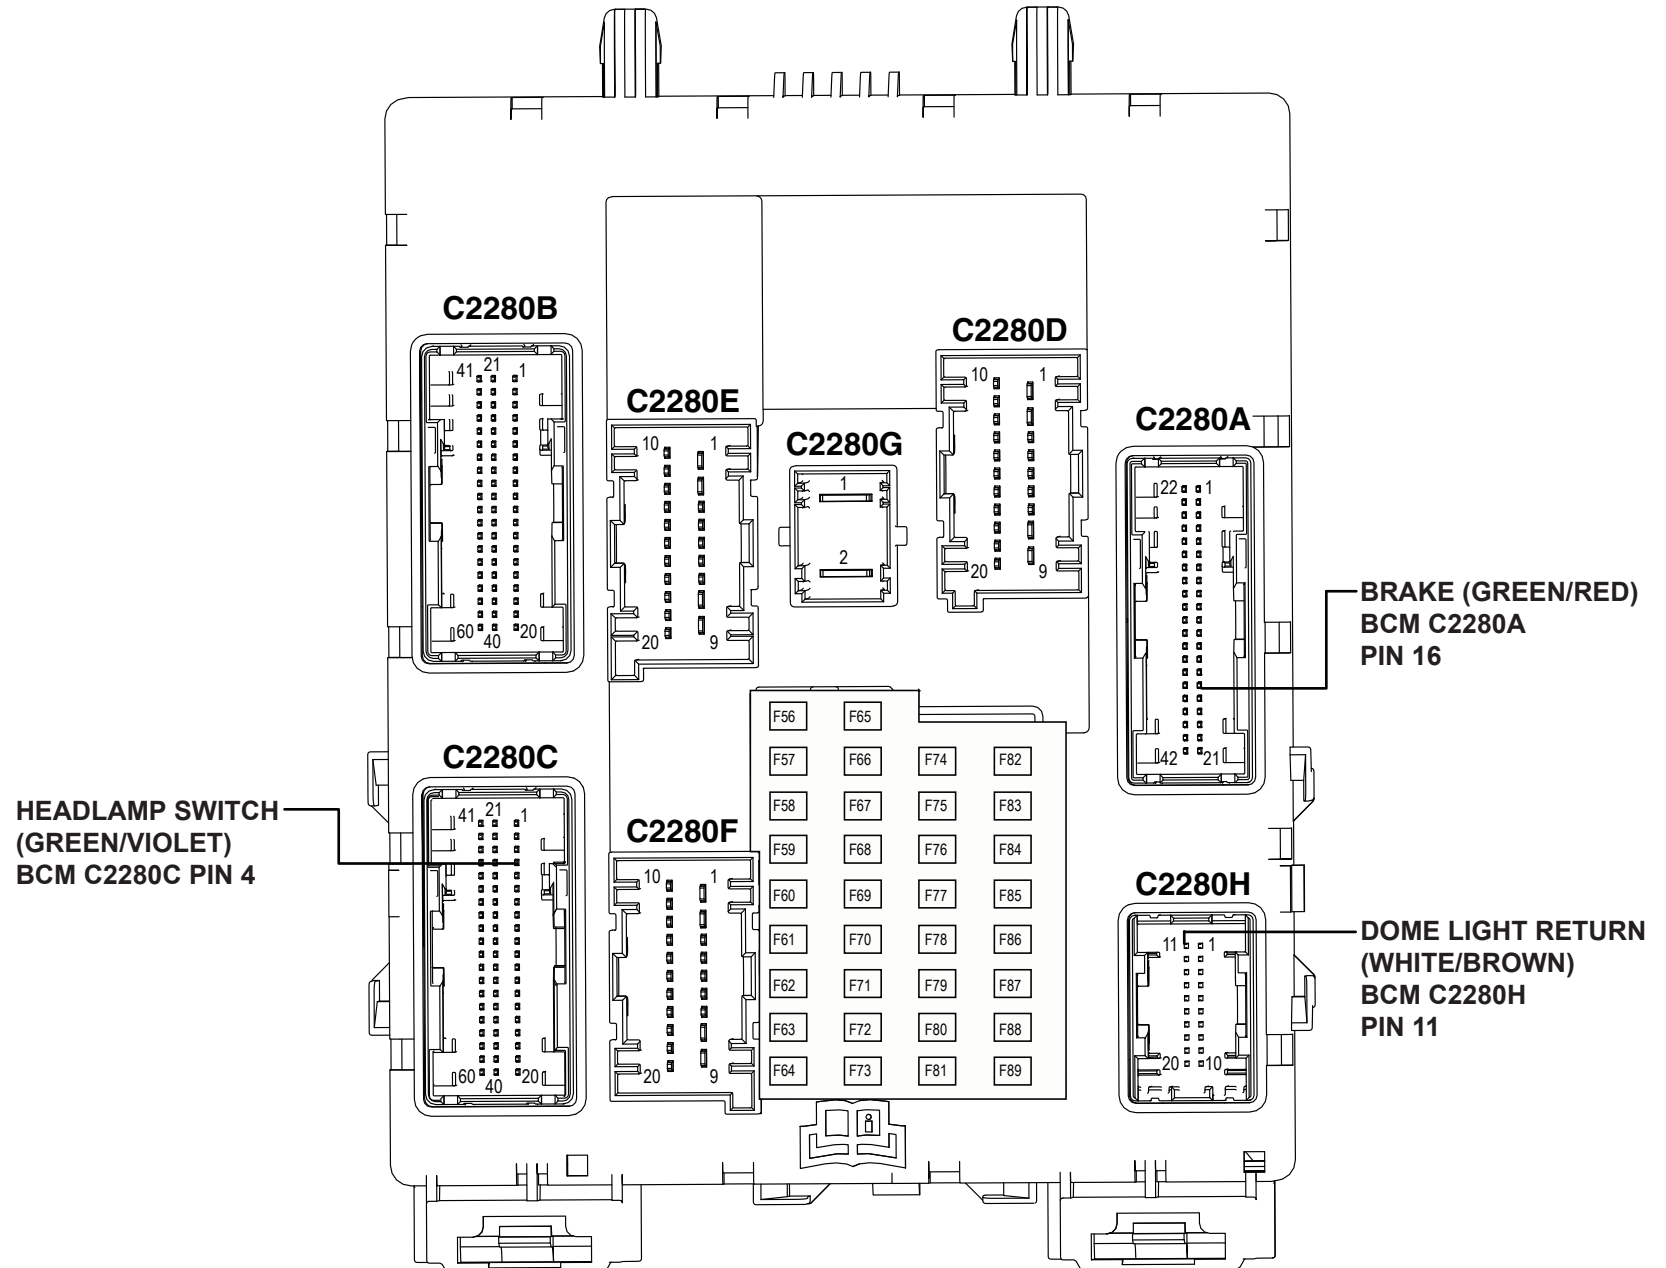 C2280B
41 21 1
60 40 20
C2280E
10 1
20 9
C2280G
1
2
C2280D
10 1
20 9
C2280A
22 1
42 21
BRAKE (GREEN/RED)
BCM C2280A
PIN 16
C2280C
41 21 1
60 40 20
HEADLAMP SWITCH
(GREEN/VIOLET)
BCM C2280C PIN 4
C2280F
10 1
20 9
F56 F65
F57 F66 F74 F82
F58 F67 F75 F83
F59 F68 F76 F84
F60 F69 F77 F85
F61 F70 F78 F86
F62 F71 F79 F87
F63 F72 F80 F88
F64 F73 F81 F89
i
C2280H
11 1
20 10
DOME LIGHT RETURN
(WHITE/BROWN)
BCM C2280H
PIN 11